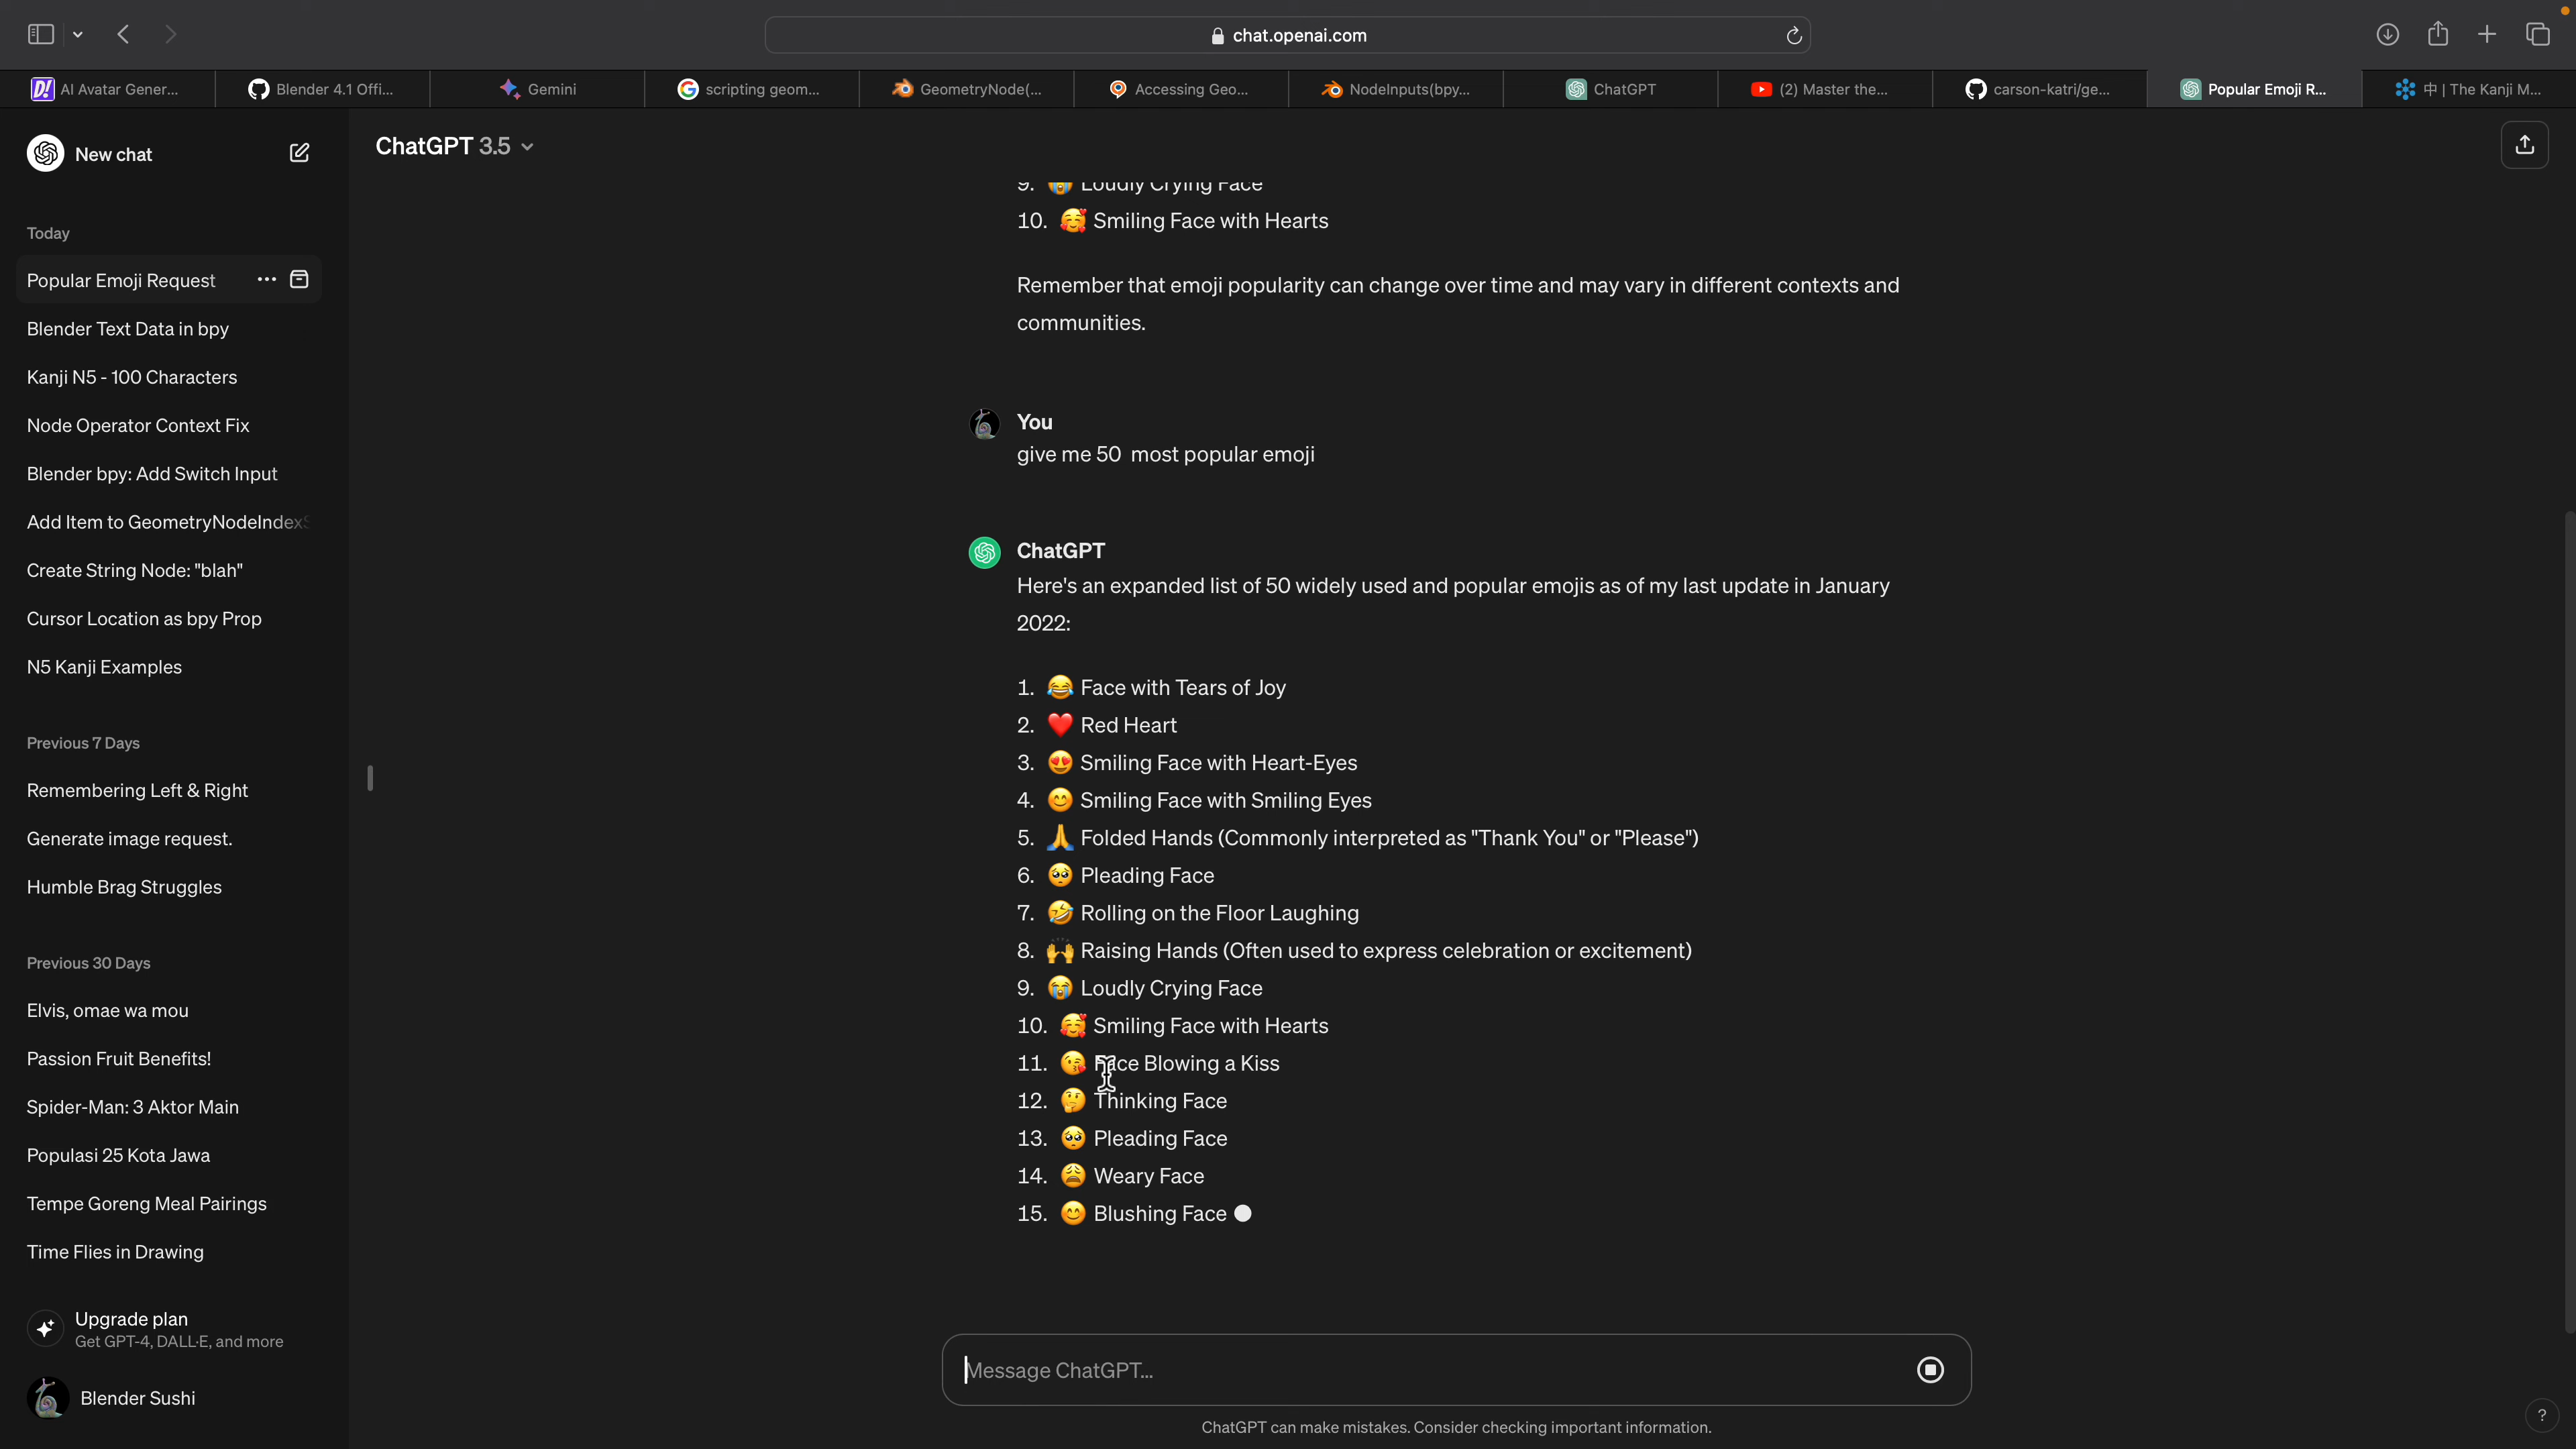 chat.openai.com
AI Avatar Gener...
Blender 4.1 Offi...
Gemini
scripting geom...
GeometryNode(...
Accessing Geo...
NodeInputs(bpy...
ChatGPT
(2) Master the...
carson-katri/ge...
Popular Emoji R...
中 | The Kanji M...
New chat
Today
Popular Emoji Request
Blender Text Data in bpy
Kanji N5 - 100 Characters
Node Operator Context Fix
Blender bpy: Add Switch Input
Add Item to GeometryNodeIndexS
Create String Node: "blah"
Cursor Location as bpy Prop
N5 Kanji Examples
Previous 7 Days
Remembering Left & Right
Generate image request.
Humble Brag Struggles
Previous 30 Days
Elvis, omae wa mou
Passion Fruit Benefits!
Spider-Man: 3 Aktor Main
Populasi 25 Kota Jawa
Tempe Goreng Meal Pairings
Time Flies in Drawing
Upgrade plan
Get GPT-4, DALL·E, and more
Blender Sushi
ChatGPT 3.5
9. 😭 Loudly Crying Face
10. 🥰 Smiling Face with Hearts
Remember that emoji popularity can change over time and may vary in different contexts and
communities.
You
give me 50 most popular emoji
ChatGPT
Here's an expanded list of 50 widely used and popular emojis as of my last update in January
2022:
1. 😂 Face with Tears of Joy
2. ❤️ Red Heart
3. 😍 Smiling Face with Heart-Eyes
4. 😊 Smiling Face with Smiling Eyes
5. 🙏 Folded Hands (Commonly interpreted as "Thank You" or "Please")
6. 🥺 Pleading Face
7. 🤣 Rolling on the Floor Laughing
8. 🙌 Raising Hands (Often used to express celebration or excitement)
9. 😭 Loudly Crying Face
10. 🥰 Smiling Face with Hearts
11. 😘 Face Blowing a Kiss
12. 🤔 Thinking Face
13. 🥺 Pleading Face
14. 😩 Weary Face
15. 😊 Blushing Face
Message ChatGPT...
ChatGPT can make mistakes. Consider checking important information.
?